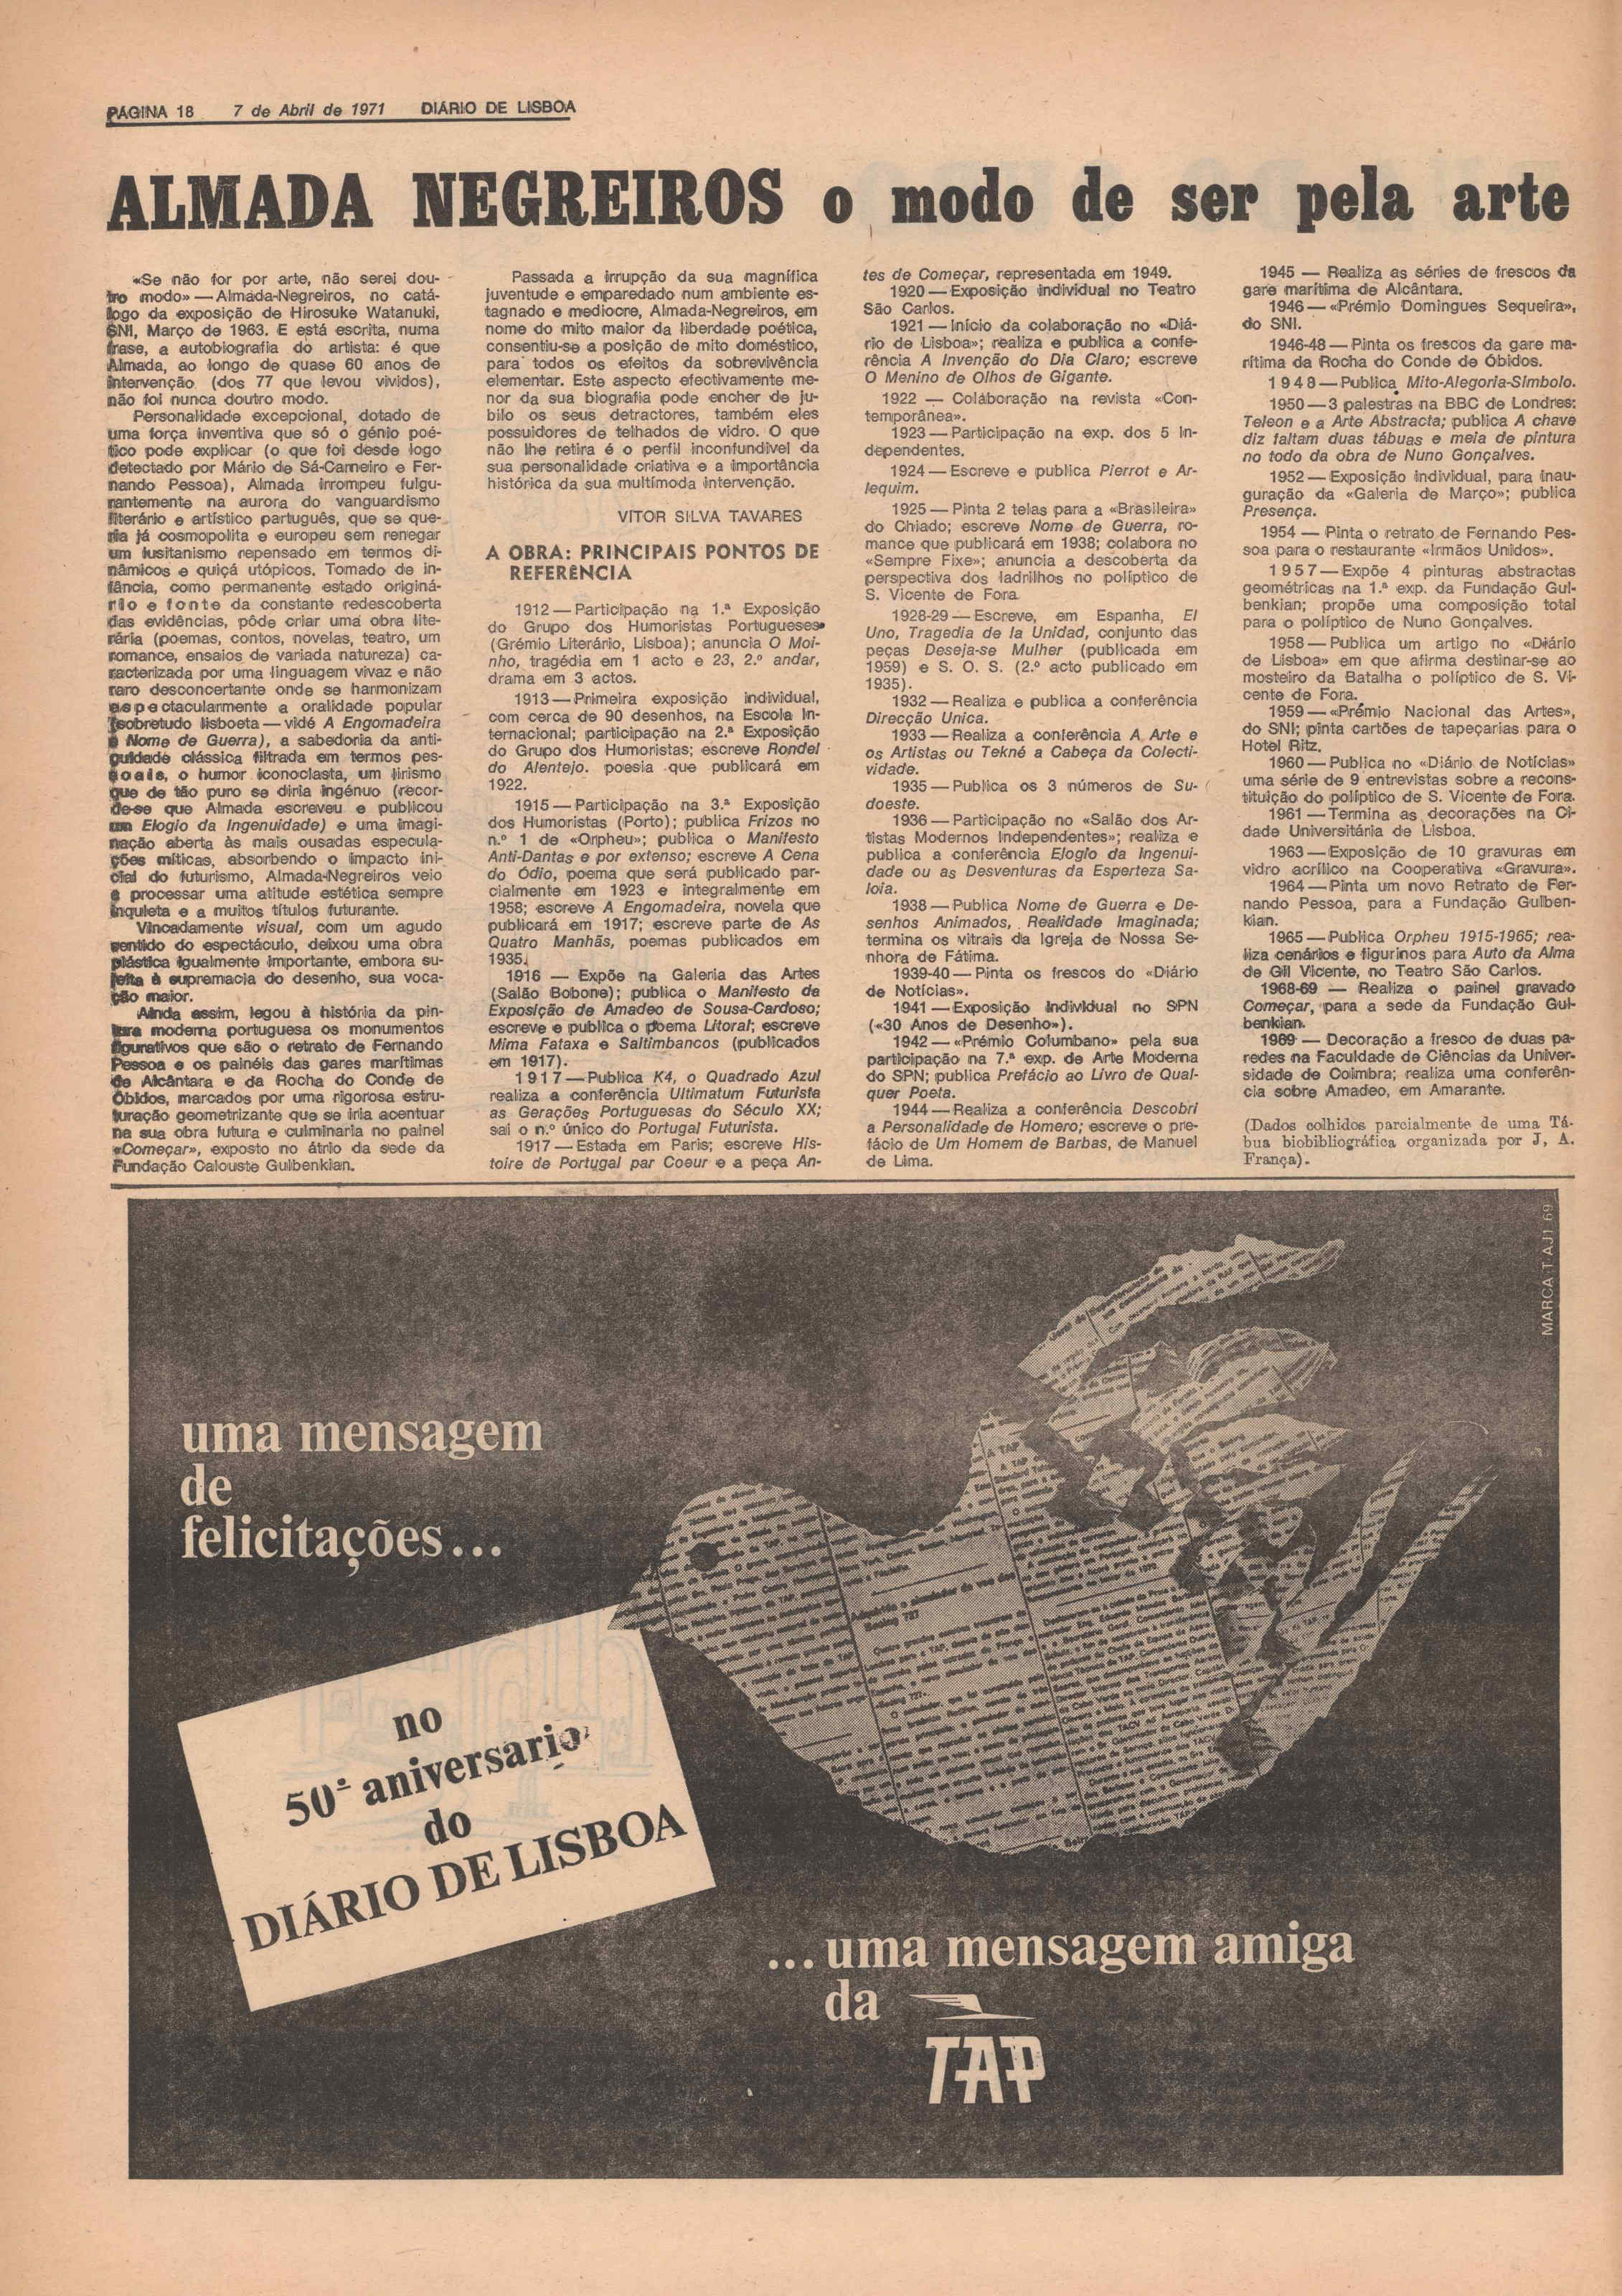 PÁGINA 18 7 de Abril de 1971 DIÁRIO DE LISBOA
ALMADA NEGREIROS o modo de ser pela arte
«Se não for por arte, não serei dou-
tro modo» — Almada-Negreiros, no catá-
logo da exposição de Hirosuke Watanuki,
SNI, Março de 1963. E está escrita, numa
frase, a autobiografia do artista: é que
Almada, ao longo de quase 60 anos de
intervenção (dos 77 que levou vividos),
não foi nunca doutro modo.
Personalidade excepcional, dotado de
uma força inventiva que só o génio poé-
tico pode explicar (o que foi desde logo
detectado por Mário de Sá-Carneiro e Fer-
nando Pessoa), Almada irrompeu fulgu-
rantemente na aurora do vanguardismo
literário e artístico partuguês, que se que-
ria já cosmopolita e europeu sem renegar
um lusitanismo repensado em termos di-
nâmicos e quiçá utópicos. Tomado de in-
fância, como permanente estado originá-
rio e fonte da constante redescoberta
das evidências, pôde criar uma obra lite-
rária (poemas, contos, novelas, teatro, um
romance, ensaios de variada natureza) ca-
racterizada por uma linguagem vivaz e não
raro desconcertante onde se harmonizam
espectacularmente a oralidade popular
(sobretudo lisboeta — vidé A Engomadeira
e Nome de Guerra), a sabedoria da anti-
guidade clássica filtrada em termos pes-
soais, o humor iconoclasta, um lirismo
que de tão puro se diria ingénuo (recor-
de-se que Almada escreveu e publicou
um Elogio da Ingenuidade) e uma imagi-
nação aberta às mais ousadas especula-
ções míticas, absorbendo o impacto ini-
cial do futurismo, Almada-Negreiros veio
a processar uma atitude estética sempre
inquieta e a muitos títulos futurante.
Vincadamente visual, com um agudo
sentido do espectáculo, deixou uma obra
plástica igualmente importante, embora su-
jeita à supremacia do desenho, sua voca-
ção maior.
Ainda assim, legou à história da pin-
tura moderna portuguesa os monumentos
figurativos que são o retrato de Fernando
Pessoa e os painéis das gares marítimas
de Alcântara e da Rocha do Conde de
Óbidos, marcados por uma rigorosa estru-
turação geometrizante que se iria acentuar
na sua obra futura e culminaria no painel
«Começar», exposto no átrio da sede da
Fundação Calouste Gulbenkian.
Passada a irrupção da sua magnífica
juventude e emparedado num ambiente es-
tagnado e medíocre, Almada-Negreiros, em
nome do mito maior da liberdade poética,
consentiu-se a posição de mito doméstico,
para todos os efeitos da sobrevivência
elementar. Este aspecto efectivamente me-
nor da sua biografia pode encher de jú-
bilo os seus detractores, também eles
possuidores de telhados de vidro. O que
não lhe retira é o perfil inconfundível da
sua personalidade criativa e a importância
histórica da sua multímoda intervenção.
VITOR SILVA TAVARES
A OBRA: PRINCIPAIS PONTOS DE
REFERÊNCIA
1912 — Participação na 1.ª Exposição
do Grupo dos Humoristas Portugueses
(Grémio Literário, Lisboa); anuncia O Moi-
nho, tragédia em 1 acto e 23, 2.º andar,
drama em 3 actos.
1913 — Primeira exposição individual,
com cerca de 90 desenhos, na Escola In-
ternacional; participação na 2.ª Exposição
do Grupo dos Humoristas; escreve Rondel
do Alentejo. poesia que publicará em
1922.
1915 — Participação na 3.ª Exposição
dos Humoristas (Porto); publica Frizos no
n.º 1 de «Orpheu»; publica o Manifesto
Anti-Dantas e por extenso; escreve A Cena
do Ódio, poema que será publicado par-
cialmente em 1923 e integralmente em
1958; escreve A Engomadeira, novela que
publicará em 1917; escreve parte de As
Quatro Manhãs, poemas publicados em
1935.
1916 — Expõe na Galeria das Artes
(Salão Bobone); publica o Manifesto da
Exposição de Amadeo de Sousa-Cardoso;
escreve e publica o poema Litoral; escreve
Mima Fataxa e Saltimbancos (publicados
em 1917).
1917 — Publica K4, o Quadrado Azul
realiza a conferência Ultimatum Futurista
as Gerações Portuguesas do Século XX;
sai o n.º único do Portugal Futurista.
1917 — Estada em Paris; escreve His-
toire de Portugal par Coeur e a peça An-
tes de Começar, representada em 1949.
1920 — Exposição individual no Teatro
São Carlos.
1921 — Início da colaboração no «Diá-
rio de Lisboa»; realiza e publica a confe-
rência A Invenção do Dia Claro; escreve
O Menino de Olhos de Gigante.
1922 — Coláboração na revista «Con-
temporânea».
1923 — Participação na exp. dos 5 In-
dependentes.
1924 — Escreve e publica Pierrot e Ar-
lequim.
1925 — Pinta 2 telas para a «Brasileira»
do Chiado; escreve Nome de Guerra, ro-
mance que publicará em 1938; colabora no
«Sempre Fixe»; anuncia a descoberta da
perspectiva dos ladrilhos no políptico de
S. Vicente de Fora.
1928-29 — Escreve, em Espanha, El
Uno, Tragedia de la Unidad, conjunto das
peças Deseja-se Mulher (publicada em
1959) e S. O. S. (2.º acto publicado em
1935).
1932 — Realiza e publica a conferência
Direcção Unica.
1933 — Realiza a conferência A Arte e
os Artistas ou Tekné a Cabeça da Colecti-
vidade.
1935 — Publica os 3 números de Su-
doeste.
1936 — Participação no «Salão dos Ar-
tistas Modernos Independentes»; realiza e
publica a conferência Elogio da Ingenui-
dade ou as Desventuras da Esperteza Sa-
loia.
1938 — Publica Nome de Guerra e De-
senhos Animados, Realidade Imaginada;
termina os vitrais da Igreja de Nossa Se-
nhora de Fátima.
1939-40 — Pinta os frescos do «Diário
de Notícias».
1941 — Exposição individual no SPN
(«30 Anos de Desenho»).
1942 — «Prémio Columbano» pela sua
participação na 7.ª exp. de Arte Moderna
do SPN; publica Prefácio ao Livro de Qual-
quer Poeta.
1944 — Realiza a conferência Descobri
a Personalidade de Homero; escreve o pre-
fácio de Um Homem de Barbas, de Manuel
de Lima.
1945 — Realiza as séries de frescos da
gare marítima de Alcântara.
1946 — «Prémio Domingues Sequeira»,
do SNI.
1946-48 — Pinta os frescos da gare ma-
rítima da Rocha do Conde de Óbidos.
1948 — Publica Mito-Alegoria-Símbolo.
1950 — 3 palestras na BBC de Londres:
Teleon e a Arte Abstracta; publica A chave
diz faltam duas tábuas e meia de pintura
no todo da obra de Nuno Gonçalves.
1952 — Exposição individual, para inau-
guração da «Galeria de Março»; publica
Presença.
1954 — Pinta o retrato de Fernando Pes-
soa para o restaurante «Irmãos Unidos».
1957 — Expõe 4 pinturas abstractas
geométricas na 1.ª exp. da Fundação Gul-
benkian; propõe uma composição total
para o políptico de Nuno Gonçalves.
1958 — Publica um artigo no «Diário
de Lisboa» em que afirma destinar-se ao
mosteiro da Batalha o políptico de S. Vi-
cente de Fora.
1959 — «Prémio Nacional das Artes»,
do SNI; pinta cartões de tapeçarias para o
Hotel Ritz.
1960 — Publica no «Diário de Notícias»
uma série de 9 entrevistas sobre a recons-
tituição do políptico de S. Vicente de Fora.
1961 — Termina as decorações na Ci-
dade Universitária de Lisboa.
1963 — Exposição de 10 gravuras em
vidro acrílico na Cooperativa «Gravura».
1964 — Pinta um novo Retrato de Fer-
nando Pessoa, para a Fundação Gulben-
kian.
1965 — Publica Orpheu 1915-1965; rea-
liza cenários e figurinos para Auto da Alma
de Gil Vicente, no Teatro São Carlos.
1968-69 — Realiza o painel gravado
Começar, para a sede da Fundação Gul-
benkian.
1969 — Decoração a fresco de duas pa-
redes na Faculdade de Ciências da Univer-
sidade de Coimbra; realiza uma conferên-
cia sobre Amadeo, em Amarante.
(Dados colhidos parcialmente de uma Tá-
bua biobibliográfica organizada por J. A.
França).
MARCA TAJ1 69
uma mensagem
de
felicitações...
Adquirido o simulador de voo dos
Boeing 727
no
50º aniversario
do
DIÁRIO DE LISBOA
...uma mensagem amiga
da
TAP